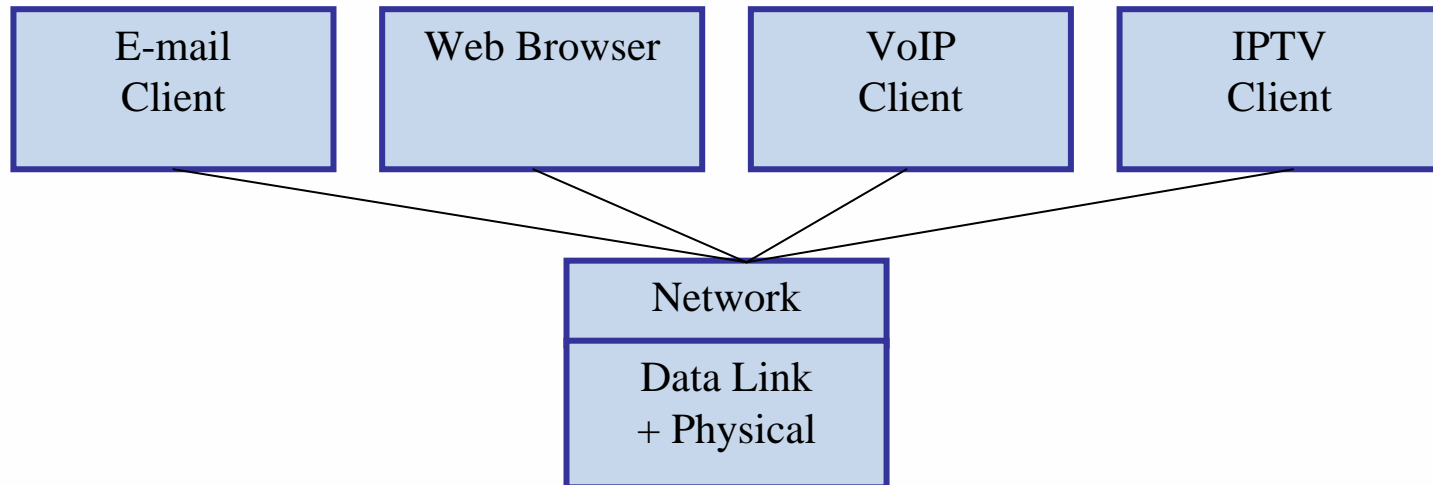 E-mail
Client
Web Browser
VoIP
Client
IPTV
Client
Network
Data Link
+ Physical